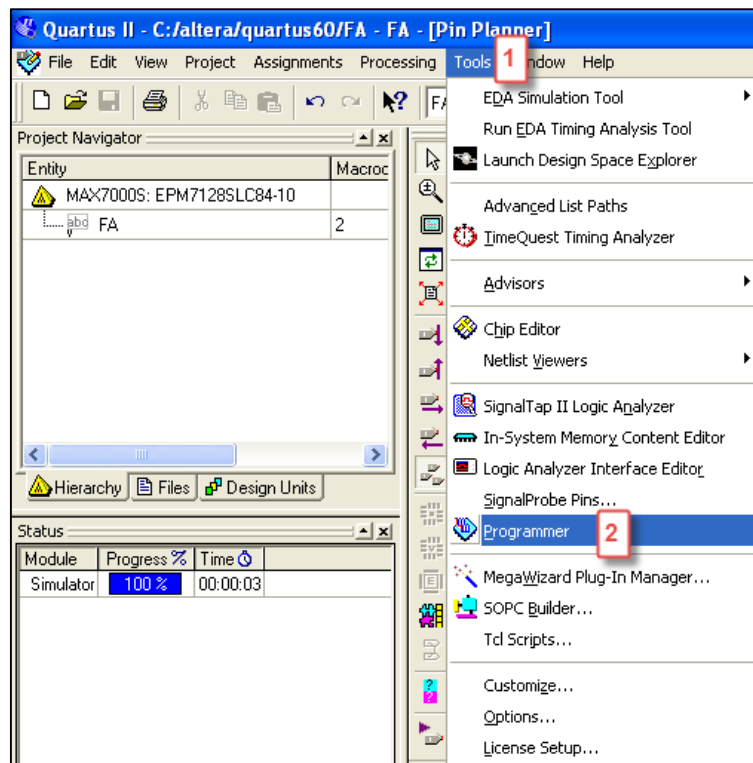 Quartus II - C:/altera/quartus60/FA - FA - [Pin Planner]
File Edit View Project Assignments Processing Tools 1 Window Help
FA
Project Navigator
Entity Macroc
MAX7000S: EPM7128SLC84-10
abd FA 2
Hierarchy Files Design Units
Status
Module Progress % Time
Simulator 100 % 00:00:03
EDA Simulation Tool
Run EDA Timing Analysis Tool
Launch Design Space Explorer
Advanced List Paths
TimeQuest Timing Analyzer
Advisors
Chip Editor
Netlist Viewers
SignalTap II Logic Analyzer
In-System Memory Content Editor
Logic Analyzer Interface Editor
SignalProbe Pins...
Programmer 2
MegaWizard Plug-In Manager...
SOPC Builder...
Tcl Scripts...
Customize...
Options...
License Setup...